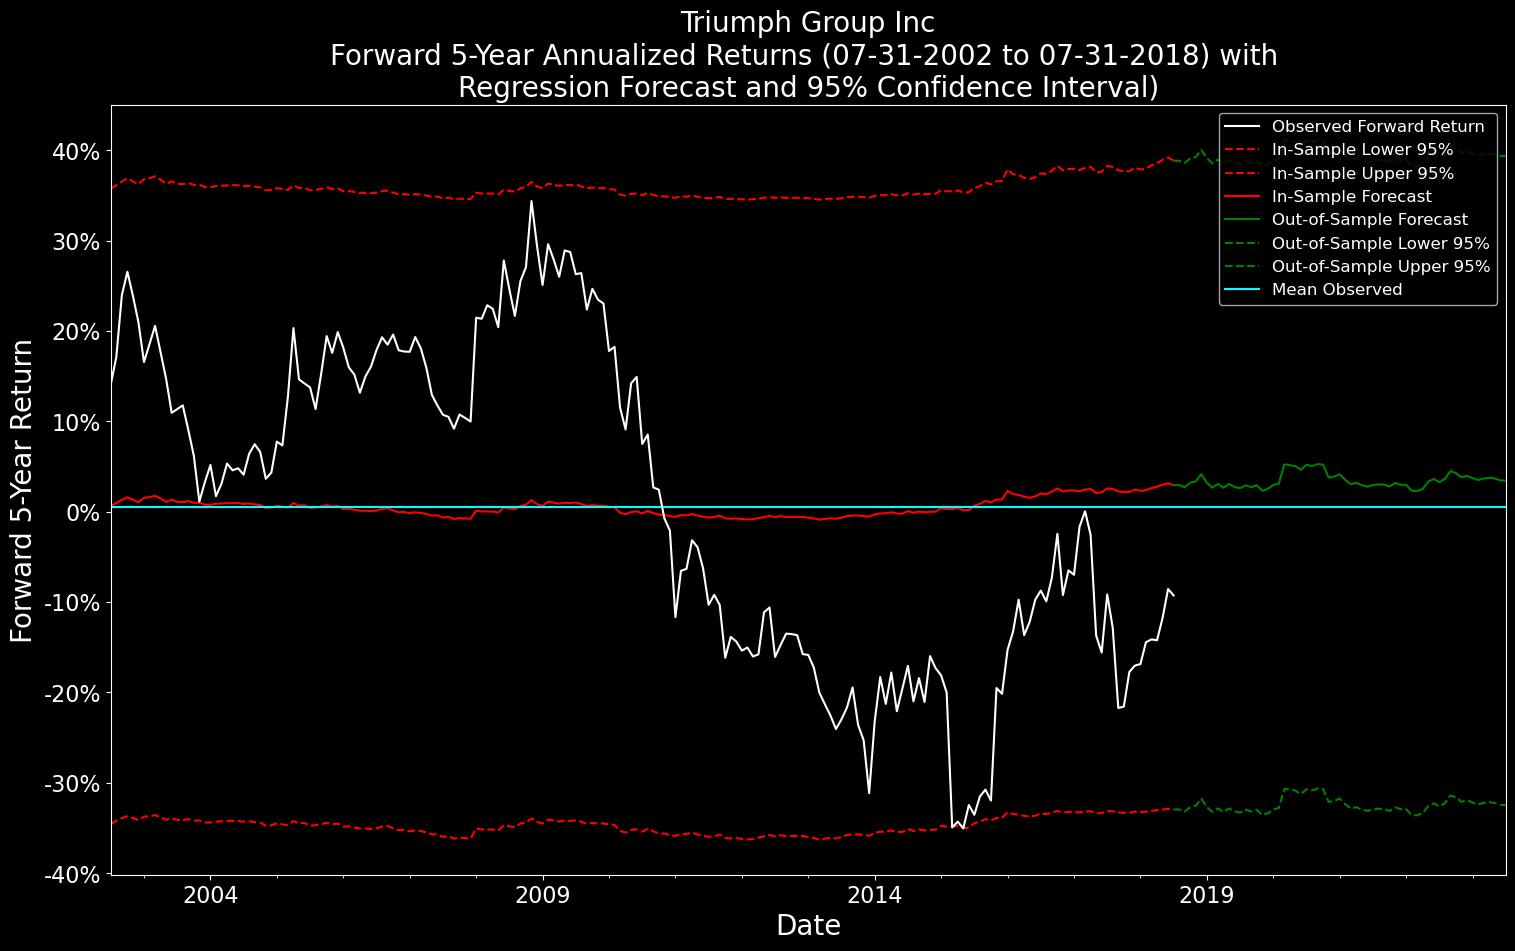 Triumph Group Inc
Forward 5-Year Annualized Returns (07-31-2002 to 07-31-2018) with
Regression Forecast and 95% Confidence Interval)
Observed Forward Return
In-Sample Lower 95%
In-Sample Upper 95%
In-Sample Forecast
Out-of-Sample Forecast
Out-of-Sample Lower 95%
Out-of-Sample Upper 95%
Mean Observed
Forward 5-Year Return
40%
30%
20%
10%
0%
-10%
-20%
-30%
-40%
2004
2009
2014
2019
Date